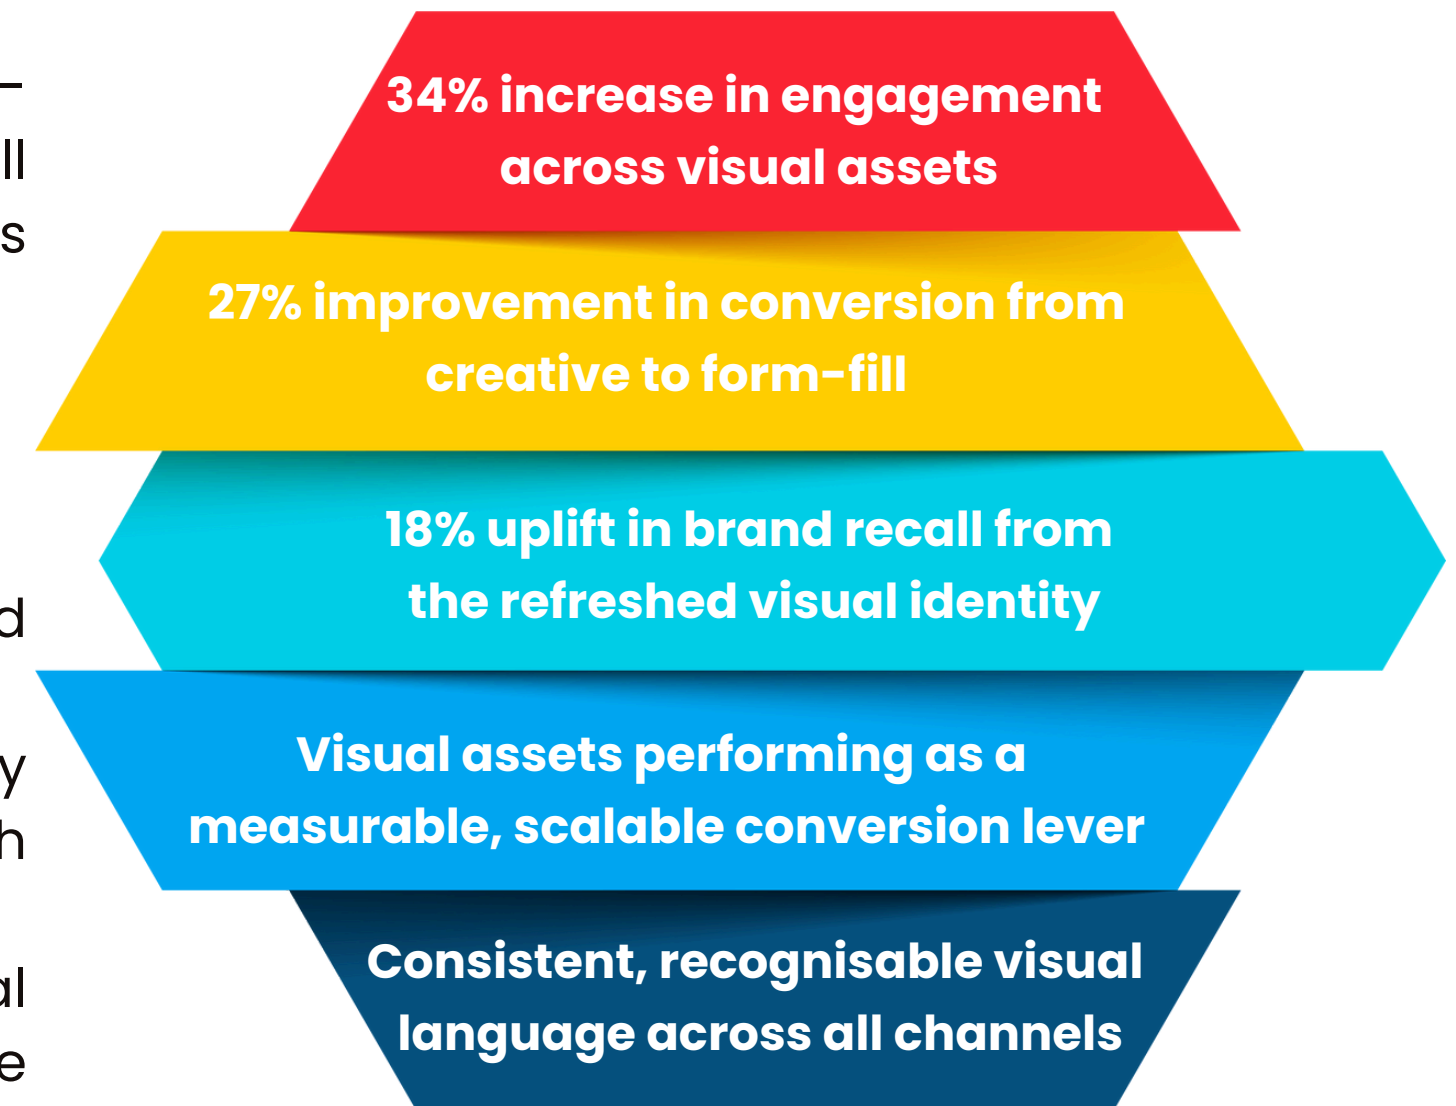 34% increase in engagement
across visual assets
27% improvement in conversion from
creative to form-fill
18% uplift in brand recall from
the refreshed visual identity
Visual assets performing as a
measurable, scalable conversion lever
Consistent, recognisable visual
language across all channels